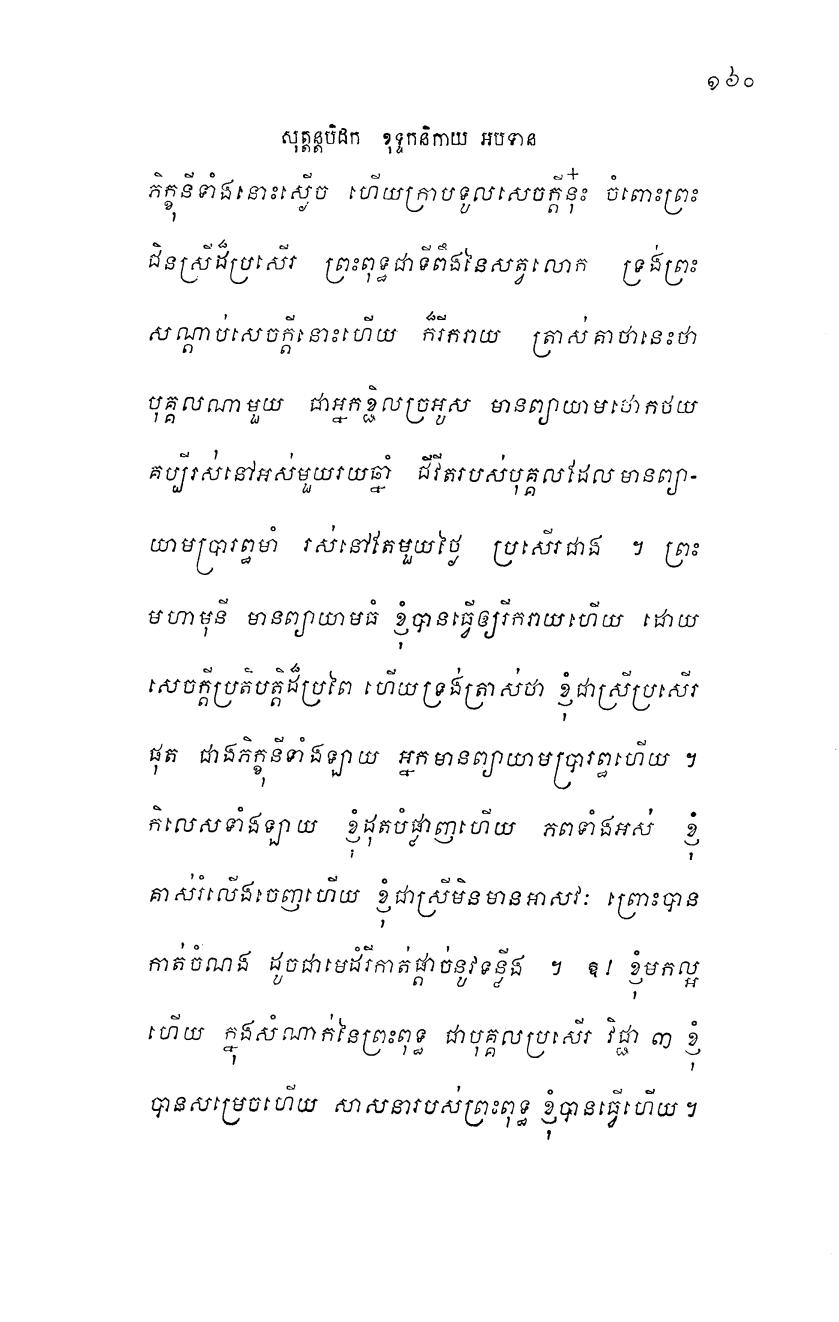 ១៦០
សុត្តន្តបិដក ខុទ្ទកនិកាយ អបទាន
ភិក្ខុនីទាំងនោះស្ងើច ហើយក្រាបទូលសេចក្តីនុ៎ះ ចំពោះព្រះ
ជិនស្រីដ៏ប្រសើរ ព្រះពុទ្ធជាទីពឹងនៃសត្វលោក ទ្រង់ព្រះ
សណ្តាប់សេចក្តីនោះហើយ ក៏រីករាយ ត្រាស់គាថានេះថា
បុគ្គលណាមួយ ជាអ្នកខ្ជិលច្រអូស មានព្យាយាមថោកថយ
គប្បីរស់នៅអស់មួយរយឆ្នាំ ជីវិតរបស់បុគ្គលដែលមានព្យា-
យាមប្រារព្ធមាំ រស់នៅតែមួយថ្ងៃ ប្រសើរជាង ។ ព្រះ
មហាមុនី មានព្យាយាមធំ ខ្ញុំបានធ្វើឲ្យរីករាយហើយ ដោយ
សេចក្តីប្រតិបត្តិដ៏ប្រពៃ ហើយទ្រង់ត្រាស់ថា ខ្ញុំជាស្រីប្រសើរ
ផុត ជាងភិក្ខុនីទាំងឡាយ អ្នកមានព្យាយាមប្រារព្ធហើយ ។
កិលេសទាំងឡាយ ខ្ញុំដុតបំផ្លាញហើយ ភពទាំងអស់ ខ្ញុំ
គាស់រំលើងចេញហើយ ខ្ញុំជាស្រីមិនមានអាសវៈ ព្រោះបាន
កាត់ចំណង ដូចជាមេដំរីកាត់ផ្តាច់នូវទន្លីង ។ ឱ! ខ្ញុំមកល្អ
ហើយ ក្នុងសំណាក់នៃព្រះពុទ្ធ ជាបុគ្គលប្រសើរ វិជ្ជា ៣ ខ្ញុំ
បានសម្រេចហើយ សាសនារបស់ព្រះពុទ្ធ ខ្ញុំបានធ្វើហើយ ។